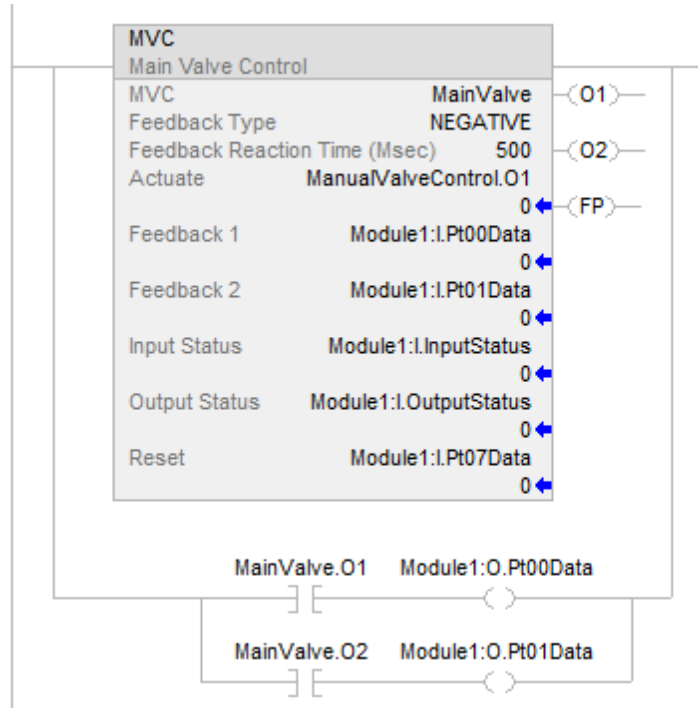 MVC
Main Valve Control
MVC MainValve O1
Feedback Type NEGATIVE
Feedback Reaction Time (Msec) 500 O2
Actuate ManualValveControl.O1
0 FP
Feedback 1 Module1:I.Pt00Data
0
Feedback 2 Module1:I.Pt01Data
0
Input Status Module1:I.InputStatus
0
Output Status Module1:I.OutputStatus
0
Reset Module1:I.Pt07Data
0
MainValve.O1 Module1:O.Pt00Data
MainValve.O2 Module1:O.Pt01Data